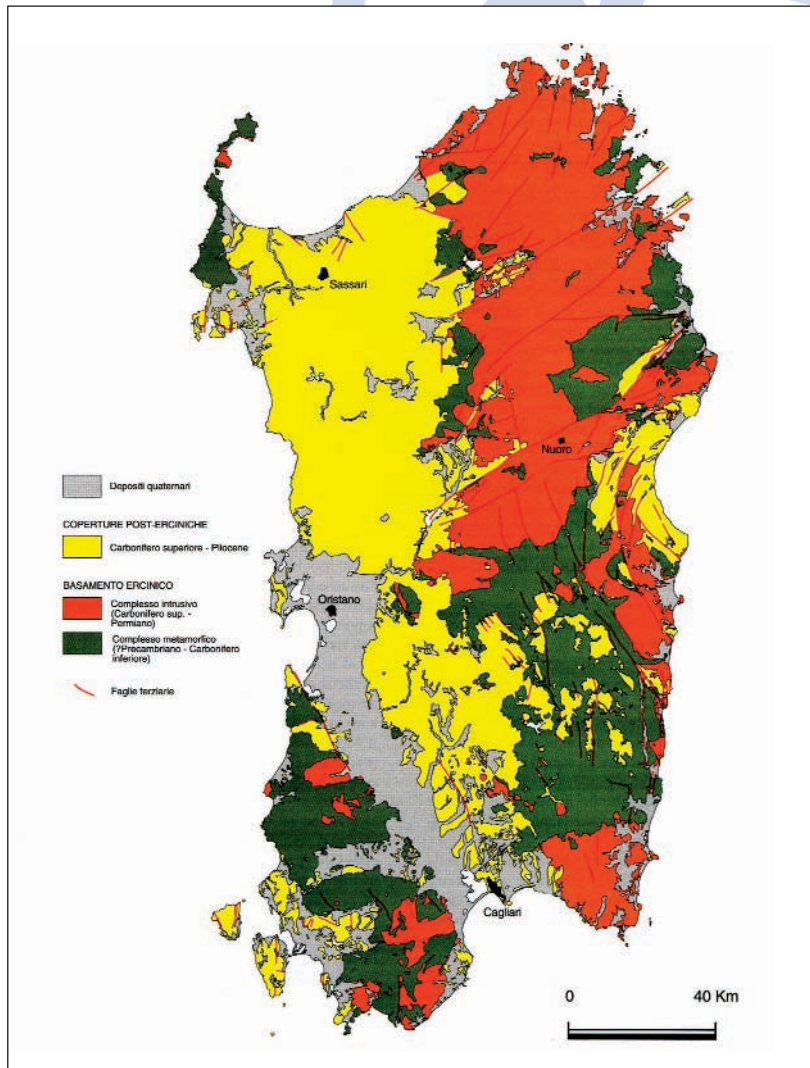 Sassari
Nuoro
Depositi quaternari
COPERTURE POST-ERCINICHE
Carbonifero superiore - Pliocene
BASAMENTO ERCINICO
Complesso intrusivo
(Carbonifero sup. -
Permiano)
Complesso metamorfico
(?Precambriano - Carbonifero
inferiore)
Faglie terziarie
Oristano
Cagliari
0 40 Km